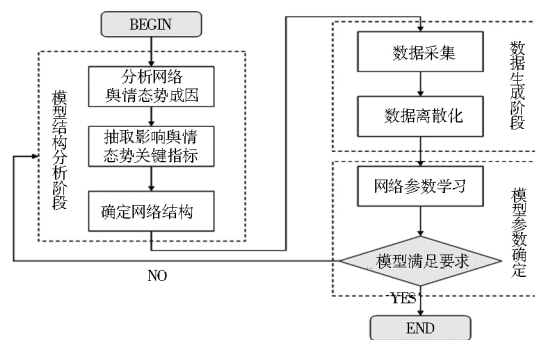 BEGIN
分析网络
舆情态势成因
抽取影响舆情
态势关键指标
确定网络结构
模型结构分析阶段
数据采集
数据离散化
数据生成阶段
网络参数学习
模型满足要求
模型参数确定
NO
YES
END